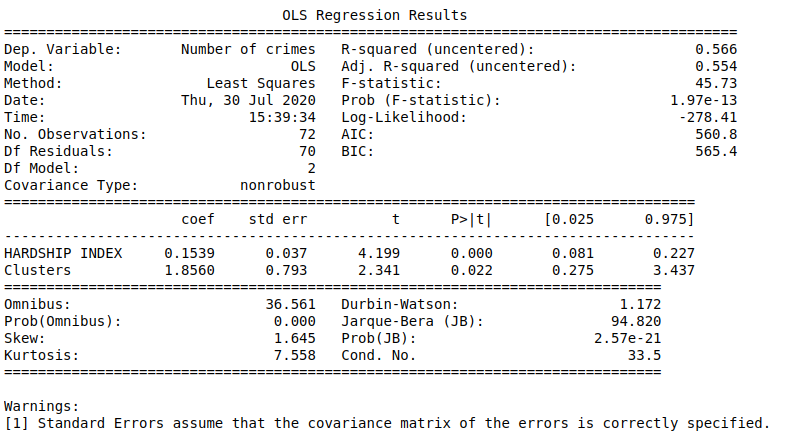 OLS Regression Results
=======================================================================================
Dep. Variable: Number of crimes R-squared (uncentered): 0.566
Model: OLS Adj. R-squared (uncentered): 0.554
Method: Least Squares F-statistic: 45.73
Date: Thu, 30 Jul 2020 Prob (F-statistic): 1.97e-13
Time: 15:39:34 Log-Likelihood: -278.41
No. Observations: 72 AIC: 560.8
Df Residuals: 70 BIC: 565.4
Df Model: 2
Covariance Type: nonrobust
==================================================================================
coef std err t P>|t| [0.025 0.975]
----------------------------------------------------------------------------------
HARDSHIP INDEX 0.1539 0.037 4.199 0.000 0.081 0.227
Clusters 1.8560 0.793 2.341 0.022 0.275 3.437
==============================================================================
Omnibus: 36.561 Durbin-Watson: 1.172
Prob(Omnibus): 0.000 Jarque-Bera (JB): 94.820
Skew: 1.645 Prob(JB): 2.57e-21
Kurtosis: 7.558 Cond. No. 33.5
==============================================================================
Warnings:
[1] Standard Errors assume that the covariance matrix of the errors is correctly specified.